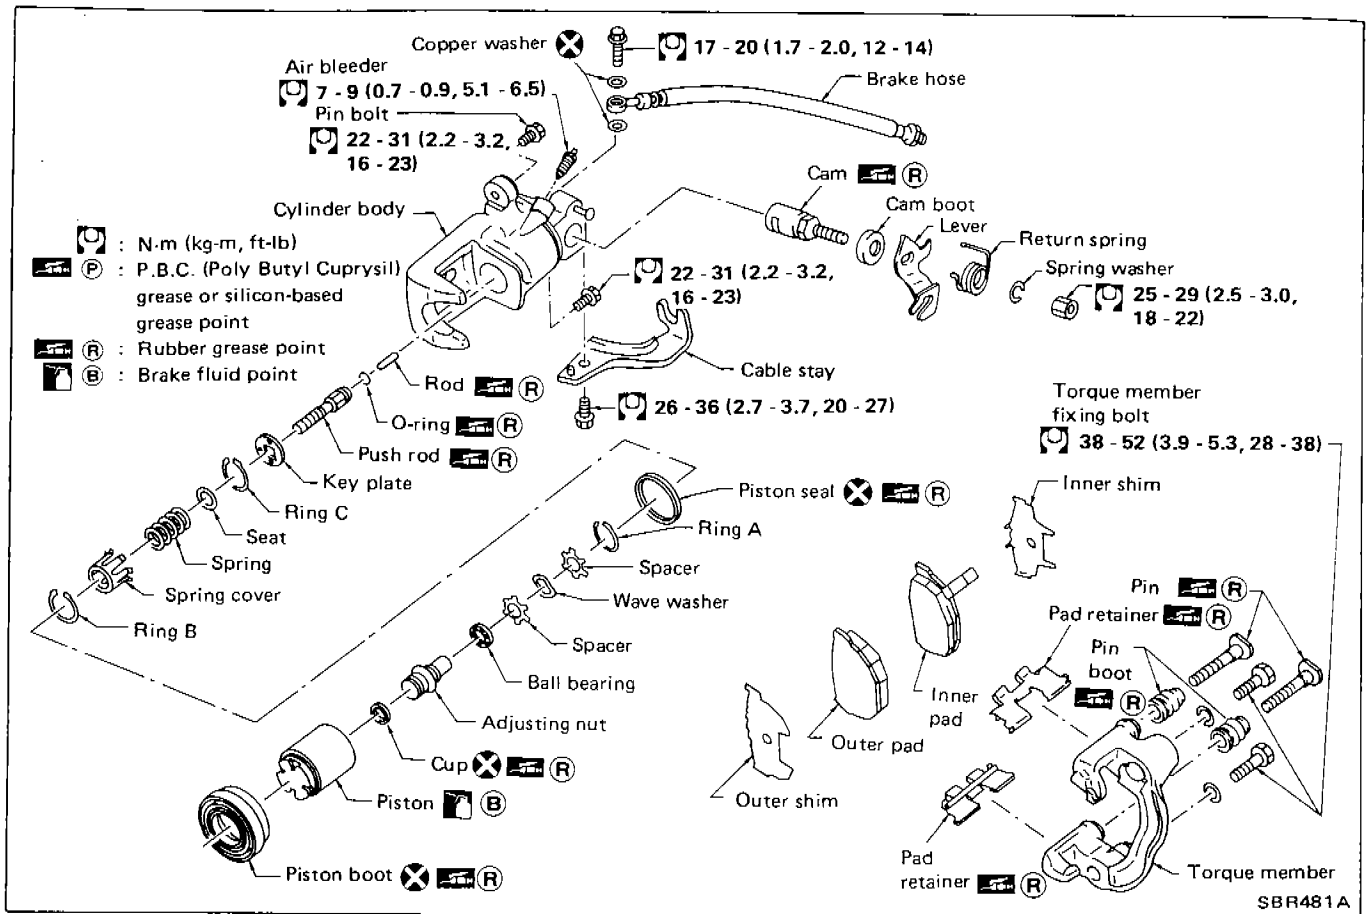 Copper washer
17 - 20 (1.7 - 2.0, 12 - 14)
Air bleeder
7 - 9 (0.7 - 0.9, 5.1 - 6.5)
Brake hose
Pin bolt
22 - 31 (2.2 - 3.2,
16 - 23)
Cam R
Cam boot
Lever
Return spring
Spring washer
25 - 29 (2.5 - 3.0,
18 - 22)
Cylinder body
: N·m (kg-m, ft-lb)
P : P.B.C. (Poly Butyl Cuprysil)
grease or silicon-based
grease point
R : Rubber grease point
B : Brake fluid point
22 - 31 (2.2 - 3.2,
16 - 23)
Cable stay
26 - 36 (2.7 - 3.7, 20 - 27)
Rod R
O-ring R
Push rod R
Key plate
Ring C
Seat
Spring
Spring cover
Ring B
Torque member
fixing bolt
38 - 52 (3.9 - 5.3, 28 - 38)
Piston seal R
Ring A
Spacer
Wave washer
Spacer
Ball bearing
Adjusting nut
Cup R
Piston B
Piston boot R
Inner shim
Pin R
Pad retainer R
Pin
boot
R
Inner
pad
Outer pad
Outer shim
Pad
retainer R
Torque member
SBR481A